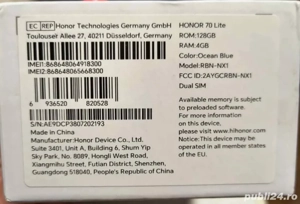 EC REP Honor Technologies Germany GmbH
Toulouser Allee 27, 40211 Düsseldorf, Germany
IMEI1:868648064918300
IMEI2:868648065668300
6 936520 820528
S/N:AE9DCP3807202193
Made in China
Manufacturer:Honor Device Co., Ltd.
Suite 3401, Unit A, Building 6, Shum Yip
Sky Park, No. 8089, Hongli West Road,
Xiangmihu Street, Futian District, Shenzhen,
Guangdong 518040, People's Republic of China
HONOR 70 Lite
ROM:128GB
RAM:4GB
Color:Ocean Blue
Model: RBN-NX1
FCC ID: 2AYGCRBN-NX1
Dual SIM
Available memory is subject
to preloaded software.
For use of this device
please visit www.hihonor.com
Notice:This device may be
operated in all member states
of the EU.
publi24.ro